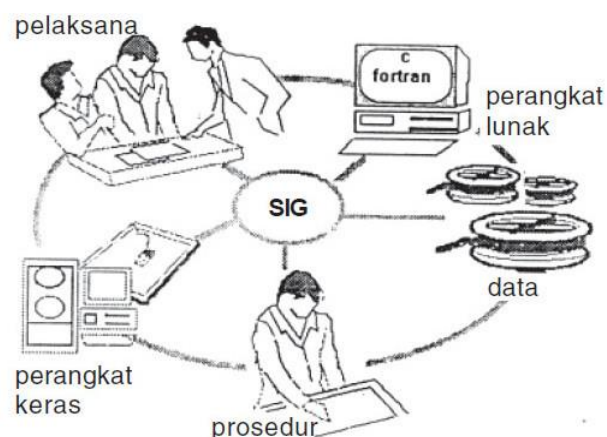 pelaksana
C
fortran
perangkat
lunak
SIG
data
perangkat
keras
prosedur